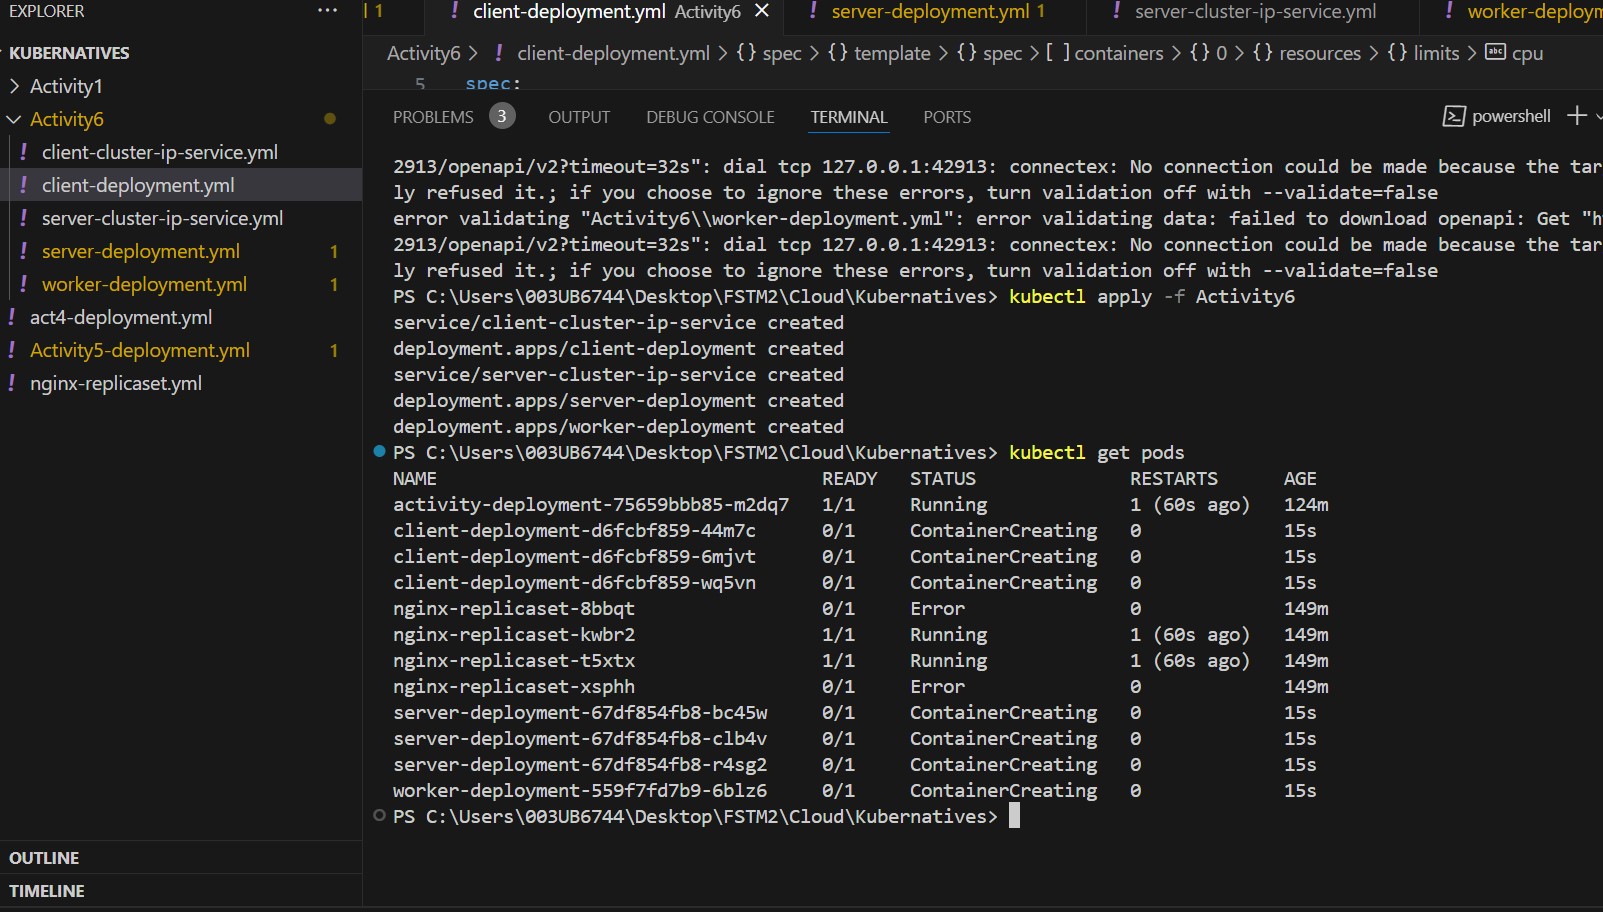 EXPLORER
KUBERNATIVES
Activity1
Activity6
client-cluster-ip-service.yml
client-deployment.yml
server-cluster-ip-service.yml
server-deployment.yml 1
worker-deployment.yml 1
act4-deployment.yml
Activity5-deployment.yml 1
nginx-replicaset.yml
OUTLINE
TIMELINE
1 ! client-deployment.yml Activity6 ! server-deployment.yml 1 ! server-cluster-ip-service.yml !
Activity6 > ! client-deployment.yml > {} spec > {} template > {} spec > [ ] containers > {} 0 > {} resources > {} limits > abc cpu
5 spec:
PROBLEMS 3 OUTPUT DEBUG CONSOLE TERMINAL PORTS powershell
2913/openapi/v2?timeout=32s": dial tcp 127.0.0.1:42913: connectex: No connection could be made because the tar
ly refused it.; if you choose to ignore these errors, turn validation off with --validate=false
error validating "Activity6\\worker-deployment.yml": error validating data: failed to download openapi: Get "h
2913/openapi/v2?timeout=32s": dial tcp 127.0.0.1:42913: connectex: No connection could be made because the tar
ly refused it.; if you choose to ignore these errors, turn validation off with --validate=false
PS C:\Users\003UB6744\Desktop\FSTM2\Cloud\Kubernatives> kubectl apply -f Activity6
service/client-cluster-ip-service created
deployment.apps/client-deployment created
service/server-cluster-ip-service created
deployment.apps/server-deployment created
deployment.apps/worker-deployment created
PS C:\Users\003UB6744\Desktop\FSTM2\Cloud\Kubernatives> kubectl get pods
NAME READY STATUS RESTARTS AGE
activity-deployment-75659bbb85-m2dq7 1/1 Running 1 (60s ago) 124m
client-deployment-d6fcbf859-44m7c 0/1 ContainerCreating 0 15s
client-deployment-d6fcbf859-6mjvt 0/1 ContainerCreating 0 15s
client-deployment-d6fcbf859-wq5vn 0/1 ContainerCreating 0 15s
nginx-replicaset-8bbqt 0/1 Error 0 149m
nginx-replicaset-kwbr2 1/1 Running 1 (60s ago) 149m
nginx-replicaset-t5xtx 1/1 Running 1 (60s ago) 149m
nginx-replicaset-xsphh 0/1 Error 0 149m
server-deployment-67df854fb8-bc45w 0/1 ContainerCreating 0 15s
server-deployment-67df854fb8-clb4v 0/1 ContainerCreating 0 15s
server-deployment-67df854fb8-r4sg2 0/1 ContainerCreating 0 15s
worker-deployment-559f7fd7b9-6blz6 0/1 ContainerCreating 0 15s
PS C:\Users\003UB6744\Desktop\FSTM2\Cloud\Kubernatives>